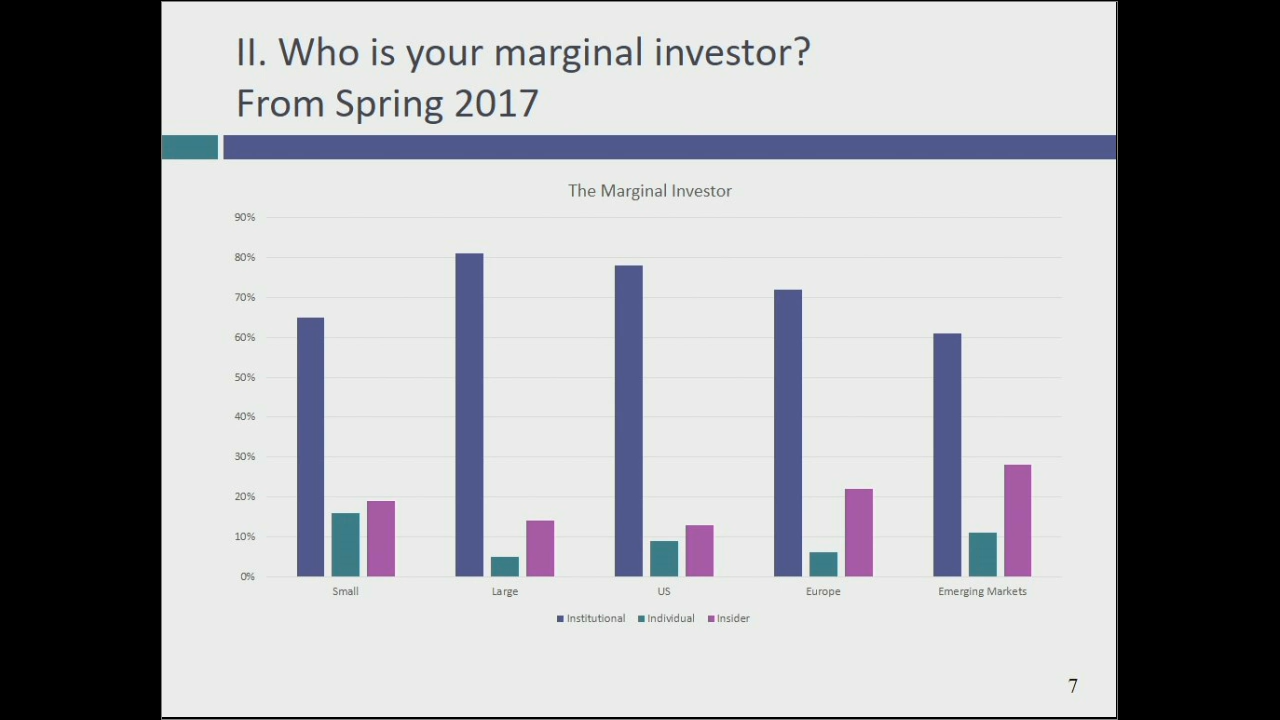 II. Who is your marginal investor?
From Spring 2017
The Marginal Investor
90%
80%
70%
60%
50%
40%
30%
20%
10%
0%
Small Large US Europe Emerging Markets
Institutional Individual Insider
7